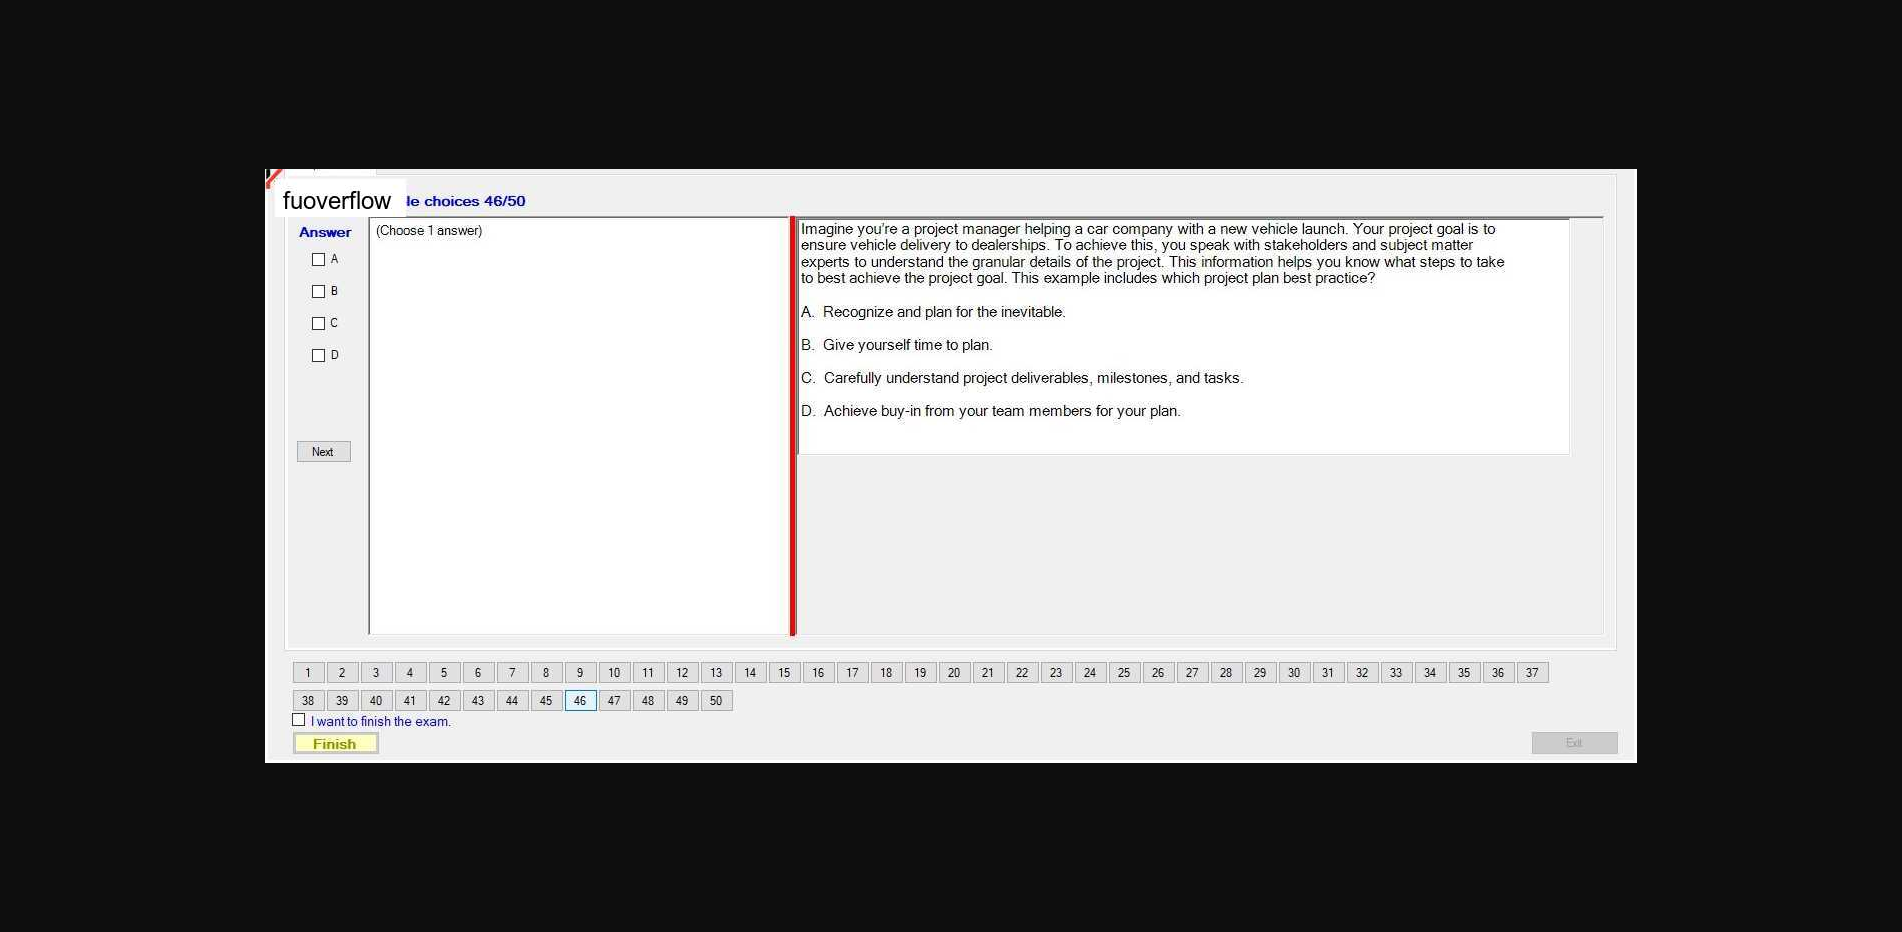 fuoverflow
le choices 46/50
Answer
(Choose 1 answer)
A
B
C
D
Next
Imagine you're a project manager helping a car company with a new vehicle launch. Your project goal is to
ensure vehicle delivery to dealerships. To achieve this, you speak with stakeholders and subject matter
experts to understand the granular details of the project. This information helps you know what steps to take
to best achieve the project goal. This example includes which project plan best practice?
A. Recognize and plan for the inevitable.
B. Give yourself time to plan.
C. Carefully understand project deliverables, milestones, and tasks.
D. Achieve buy-in from your team members for your plan.
1 2 3 4 5 6 7 8 9 10 11 12 13 14 15 16 17 18 19 20 21 22 23 24 25 26 27 28 29 30 31 32 33 34 35 36 37
38 39 40 41 42 43 44 45 46 47 48 49 50
I want to finish the exam.
Finish
Exit